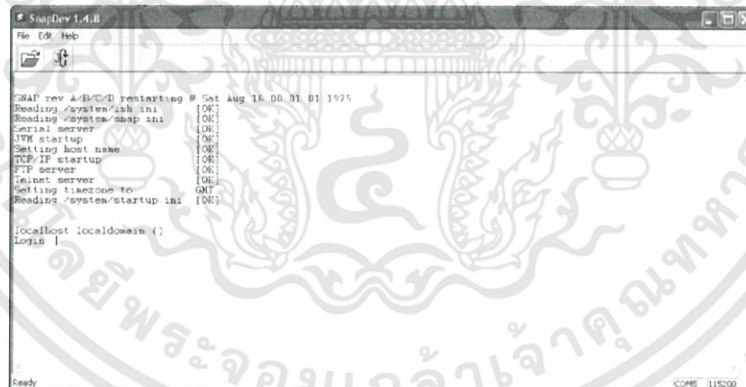 SnapDev 1.4.8
File Edit Help
SNAP rev A/B/C/D restarting @ Sat Aug 16 00 01 01 1975
Reading /system/ish ini [OK]
Reading /system/snap ini [OK]
Serial server [OK]
JVM startup [OK]
Setting host name [OK]
TCP/IP startup [OK]
FTP server [OK]
Telnet server [OK]
Setting timezone to GMT
Reading /system/startup ini [OK]
localhost localdomain ()
Login
Ready COM5 115200